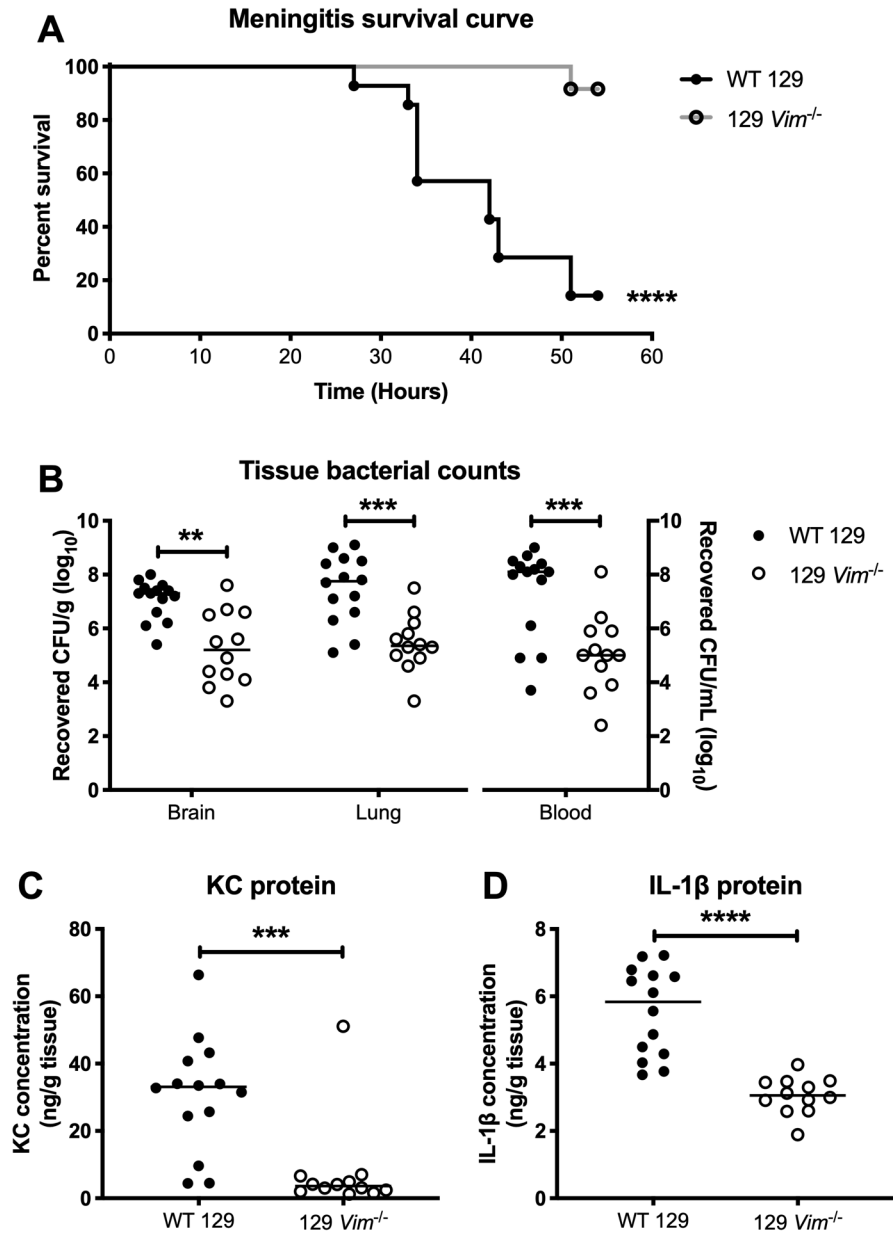 A
Meningitis survival curve
Percent survival
100
80
60
40
20
0
0 10 20 30 40 50 60
Time (Hours)
****
WT 129
129 Vim-/-
B
Tissue bacterial counts
Recovered CFU/g (log10)
10
8
6
4
2
0
** *** ***
Brain Lung Blood
10
8
6
4
2
0
Recovered CFU/mL (log10)
WT 129
129 Vim-/-
C
KC protein
KC concentration
(ng/g tissue)
80
60
40
20
0
***
WT 129 129 Vim-/-
D
IL-1β protein
IL-1β concentration
(ng/g tissue)
8
6
4
2
0
****
WT 129 129 Vim-/-